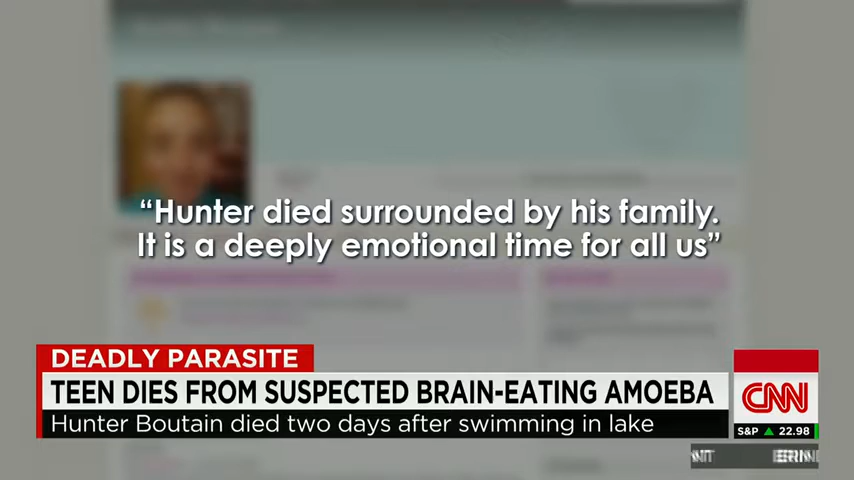 “Hunter died surrounded by his family.
It is a deeply emotional time for all us”
DEADLY PARASITE
TEEN DIES FROM SUSPECTED BRAIN-EATING AMOEBA
Hunter Boutain died two days after swimming in lake
CNN
S&P ▲ 22.98